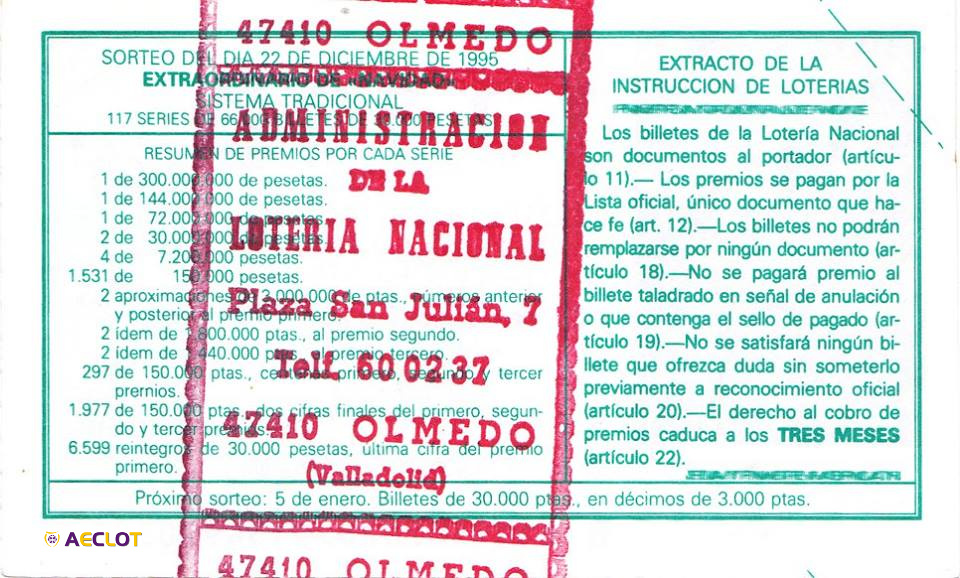 47410 OLMEDO
SORTEO DEL DIA 22 DE DICIEMBRE DE 1995
EXTRAORDINARIO DE «NAVIDAD»
SISTEMA TRADICIONAL
117 SERIES DE 66.000 BILLETES DE 30.000 PESETAS
RESUMEN DE PREMIOS POR CADA SERIE
1 de 300.000.000 de pesetas.
1 de 144.000.000 de pesetas.
1 de 72.000.000 de pesetas.
2 de 30.000.000 de pesetas.
4 de 7.200.000 pesetas.
1.531 de 150.000 pesetas.
2 aproximaciones de 3.000.000 de ptas., números anterior
y posterior al premio primero.
2 ídem de 1.800.000 ptas., al premio segundo.
2 ídem de 1.440.000 ptas., al premio tercero.
297 de 150.000 ptas., centenas primero, segundo y tercer
premios.
1.977 de 150.000 ptas., dos cifras finales del primero, segun-
do y tercer premios.
6.599 reintegros de 30.000 pesetas, última cifra del premio
primero.
ADMINISTRACION
DE LA
LOTERIA NACIONAL
Plaza San Julián, 7
Telf. 60 02 37
47410 OLMEDO
(Valladolid)
EXTRACTO DE LA
INSTRUCCION DE LOTERIAS
Los billetes de la Lotería Nacional
son documentos al portador (artícu-
lo 11).— Los premios se pagan por la
Lista oficial, único documento que ha-
ce fe (art. 12).—Los billetes no podrán
remplazarse por ningún documento (ar-
tículo 18).—No se pagará premio al
billete taladrado en señal de anulación
o que contenga el sello de pagado (ar-
tículo 19).—No se satisfará ningún bi-
llete que ofrezca duda sin someterlo
previamente a reconocimiento oficial
(artículo 20).—El derecho al cobro de
premios caduca a los TRES MESES
(artículo 22).
Próximo sorteo: 5 de enero. Billetes de 30.000 ptas., en décimos de 3.000 ptas.
AECLOT
47410 OLMEDO